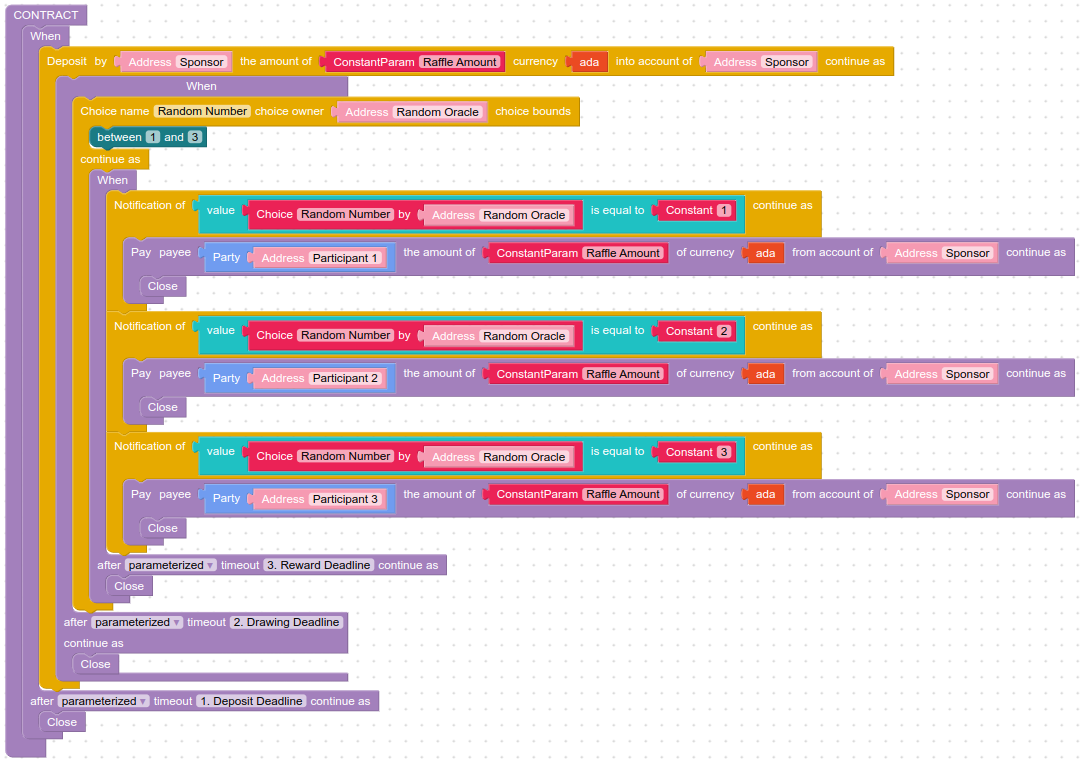 CONTRACT
When
Deposit by Address Sponsor the amount of ConstantParam Raffle Amount currency ada into account of Address Sponsor continue as
When
Choice name Random Number choice owner Address Random Oracle choice bounds
between 1 and 3
continue as
When
Notification of value Choice Random Number by Address Random Oracle is equal to Constant 1 continue as
Pay payee Party Address Participant 1 the amount of ConstantParam Raffle Amount of currency ada from account of Address Sponsor continue as
Close
Notification of value Choice Random Number by Address Random Oracle is equal to Constant 2 continue as
Pay payee Party Address Participant 2 the amount of ConstantParam Raffle Amount of currency ada from account of Address Sponsor continue as
Close
Notification of value Choice Random Number by Address Random Oracle is equal to Constant 3 continue as
Pay payee Party Address Participant 3 the amount of ConstantParam Raffle Amount of currency ada from account of Address Sponsor continue as
Close
after parameterized timeout 3. Reward Deadline continue as
Close
after parameterized timeout 2. Drawing Deadline
continue as
Close
after parameterized timeout 1. Deposit Deadline continue as
Close